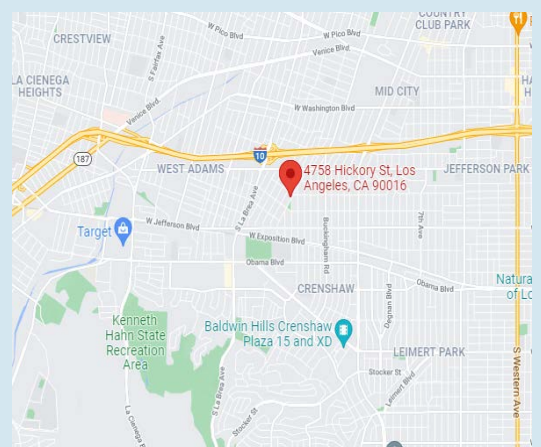 COUNTRY
CLUB PARK
CRESTVIEW
W Pico Blvd
W Pico Blvd
Venice Blvd
S Fairfax Ave
LA CIENEGA
HEIGHTS
MID CITY
Venice Blvd
W Washington Blvd
10
187
WEST ADAMS
4758 Hickory St, Los
Angeles, CA 90016
JEFFERSON PARK
S La Brea Ave
W Jefferson Blvd
Target
W Exposition Blvd
Buckingham Rd
7th Ave
Obama Blvd
Obama Blvd
Natura
of Lo
CRENSHAW
Degnan Blvd
Kenneth
Hahn State
Recreation
Area
Baldwin Hills Crenshaw
Plaza 15 and XD
LEIMERT PARK
S Western Ave
Stocker St
S La Brea Ave
Leimert Blvd
La Cienega
Stocker St